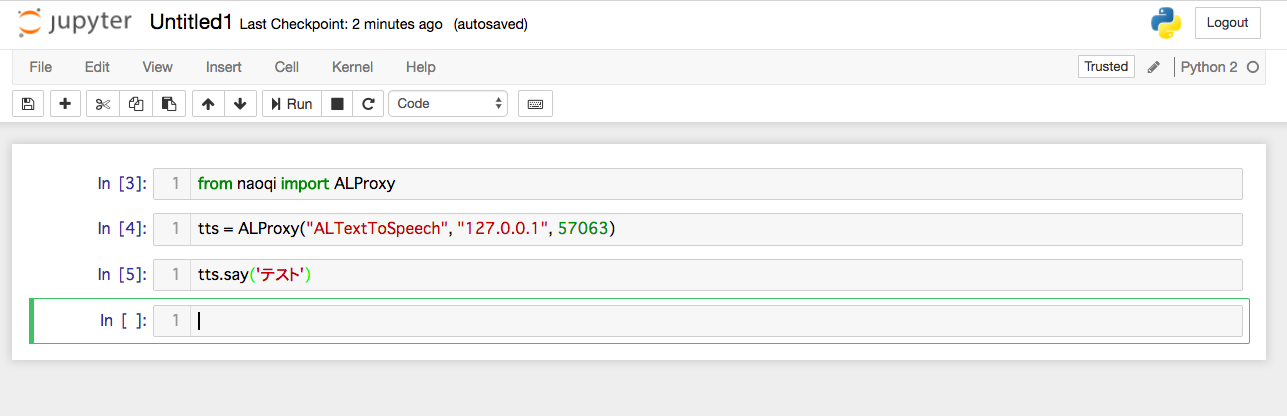 jupyter Untitled1 Last Checkpoint: 2 minutes ago (autosaved) Logout
File Edit View Insert Cell Kernel Help Trusted Python 2
Run Code
In [3]: 1 from naoqi import ALProxy
In [4]: 1 tts = ALProxy("ALTextToSpeech", "127.0.0.1", 57063)
In [5]: 1 tts.say('テスト')
In [ ]: 1